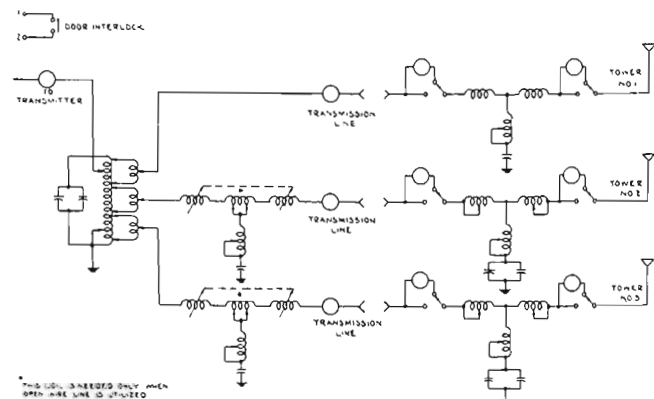 1
2
DOOR INTERLOCK
TO
TRANSMITTER
TRANSMISSION
LINE
TOWER
NO.1
*
TRANSMISSION
LINE
TOWER
NO.2
*
TRANSMISSION
LINE
TOWER
NO.3
* THIS COIL IS NEEDED ONLY WHEN
OPEN WIRE LINE IS UTILIZED